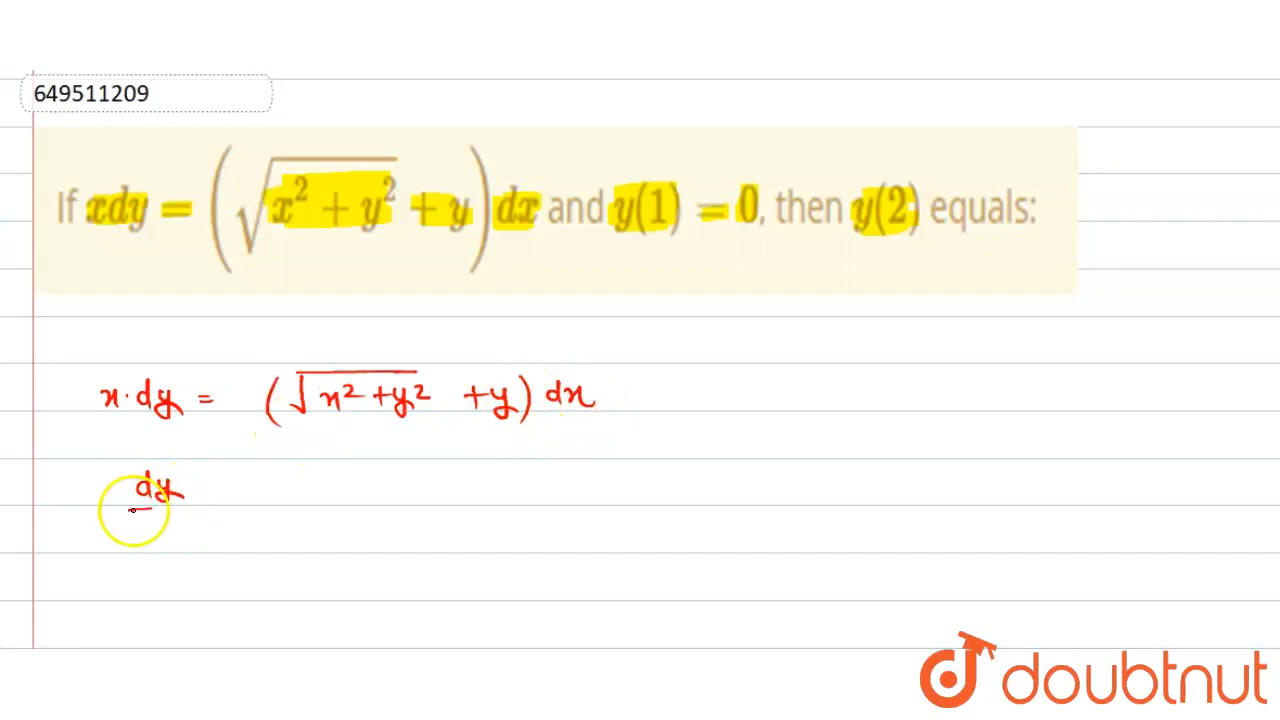 649511209
If xdy = (√(x² + y²) + y) dx and y(1) = 0, then y(2) equals:
x·dy = (√(x²+y²) +y) dx
dy
doubtnut